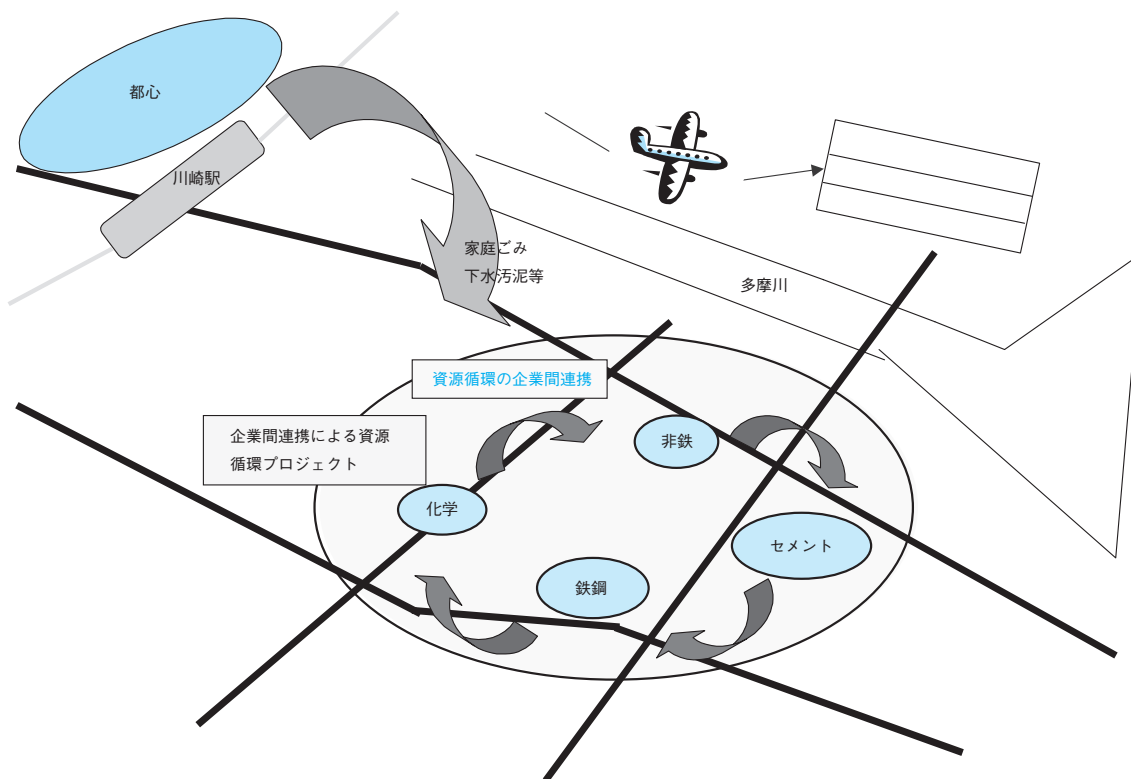 都心
川崎駅
家庭ごみ
下水汚泥等
多摩川
資源循環の企業間連携
企業間連携による資源
循環プロジェクト
非鉄
化学
セメント
鉄鋼